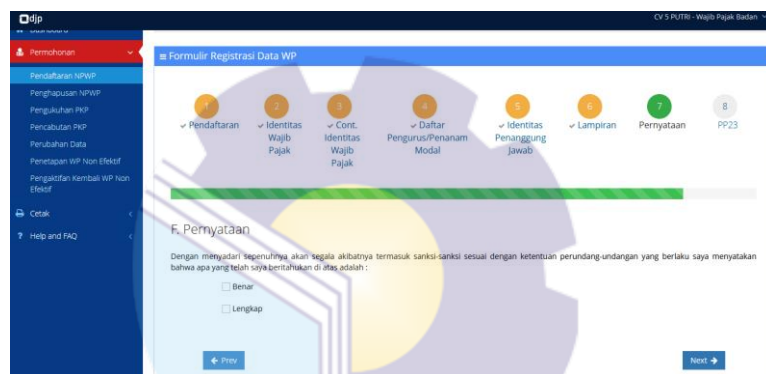 djp
CV 5 PUTRI - Wajib Pajak Badan
Dashboard
Permohonan
Pendaftaran NPWP
Penghapusan NPWP
Pengukuhan PKP
Pencabutan PKP
Perubahan Data
Penetapan WP Non Efektif
Pengaktifan Kembali WP Non
Efektif
Cetak
Help and FAQ
Formulir Registrasi Data WP
1
Pendaftaran
2
Identitas
Wajib
Pajak
3
Cont.
Identitas
Wajib
Pajak
4
Daftar
Pengurus/Penanam
Modal
5
Identitas
Penanggung
Jawab
6
Lampiran
7
Pernyataan
8
PP23
F. Pernyataan
Dengan menyadari sepenuhnya akan segala akibatnya termasuk sanksi-sanksi sesuai dengan ketentuan perundang-undangan yang berlaku saya menyatakan
bahwa apa yang telah saya beritahukan di atas adalah :
Benar
Lengkap
Prev
Next